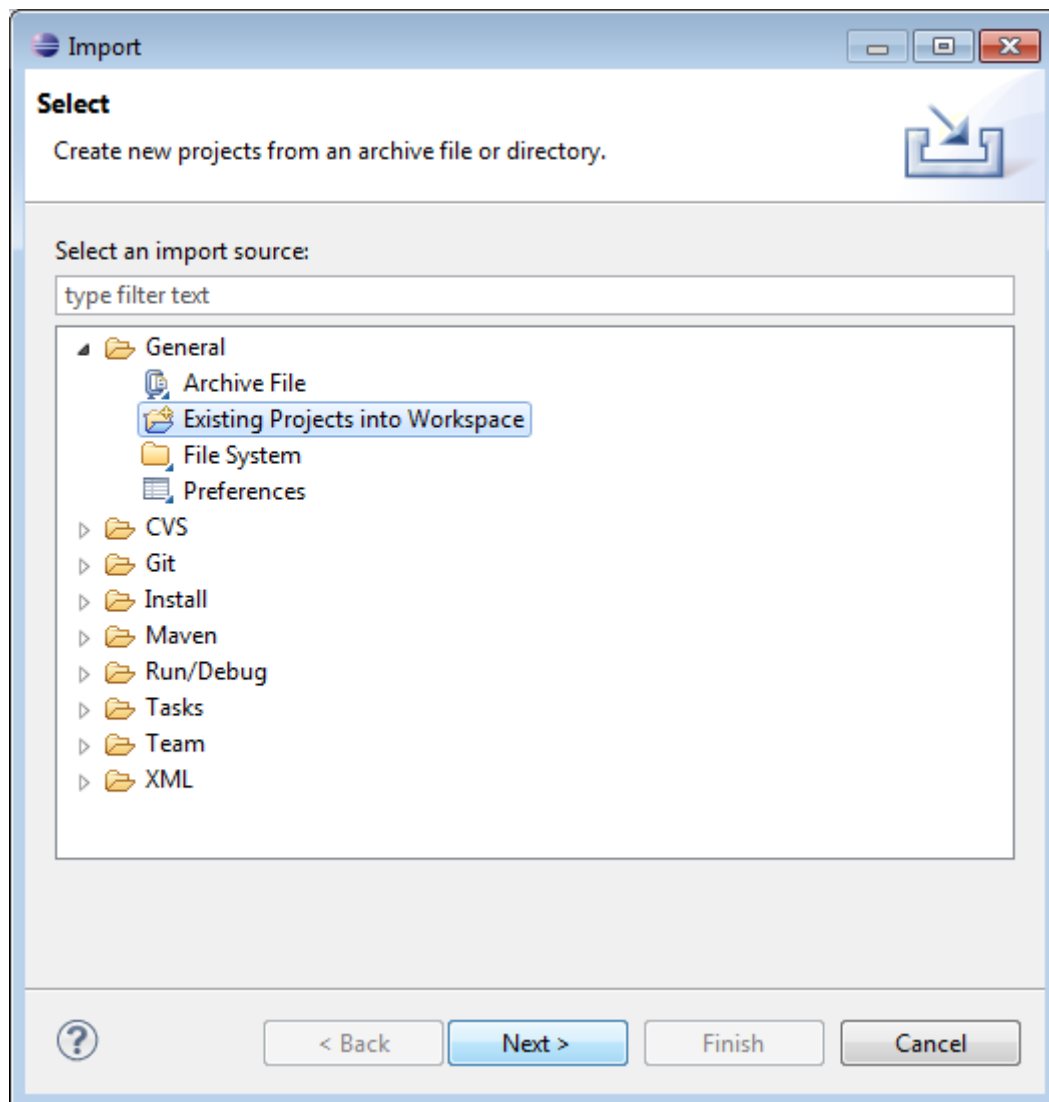 Import
Select
Create new projects from an archive file or directory.
Select an import source:
type filter text
General
Archive File
Existing Projects into Workspace
File System
Preferences
CVS
Git
Install
Maven
Run/Debug
Tasks
Team
XML
?
< Back Next > Finish Cancel